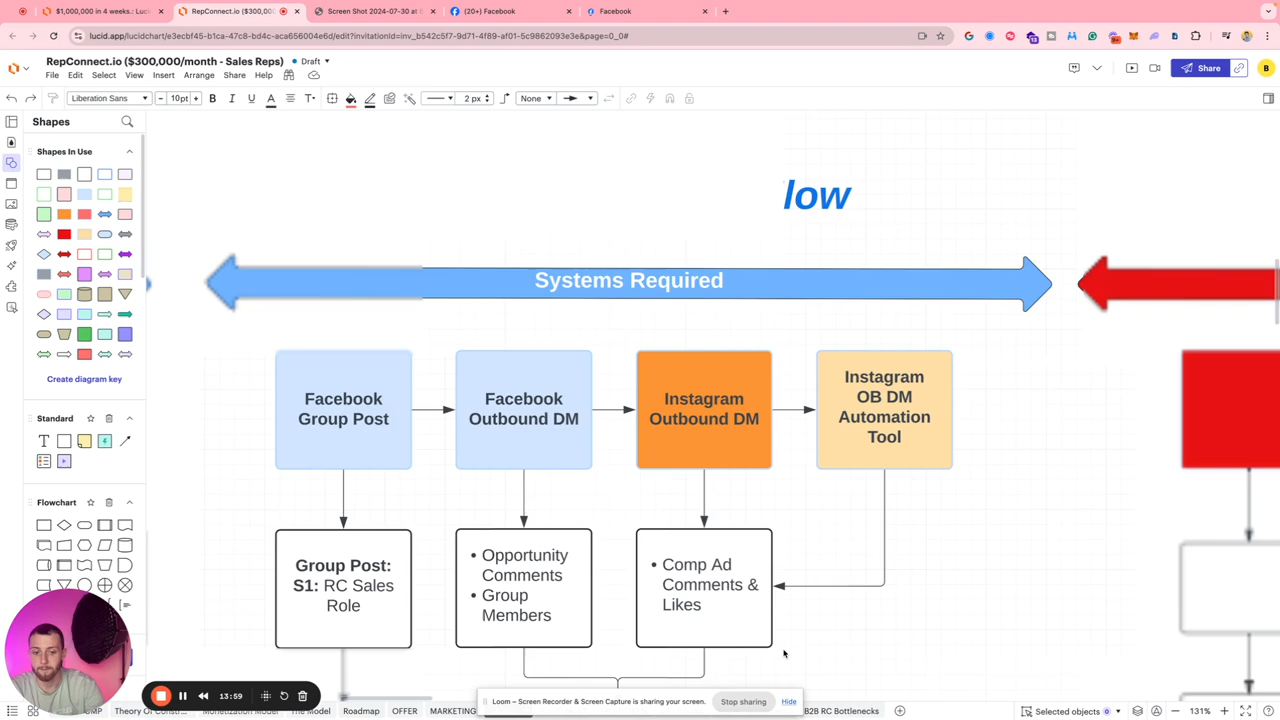 $1,000,000 in 4 weeks.: Luci
RepConnect.io ($300,000
Screen Shot 2024-07-30 at
(20+) Facebook
Facebook
lucid.app/lucidchart/e3ecbf45-b1ca-47c8-bd4c-aca656004e6d/edit?invitationId=inv_b542c5f7-9d71-4f89-af01-5c9862093e3e&page=0_0#
RepConnect.io ($300,000/month - Sales Reps)
Draft
File Edit Select View Insert Arrange Share Help
Share
B
Liberation Sans
10pt
B I U A T
2 px
None
Shapes
Shapes In Use
Create diagram key
Standard
T
Flowchart
low
Systems Required
Facebook
Group Post
Facebook
Outbound DM
Instagram
Outbound DM
Instagram
OB DM
Automation
Tool
Group Post:
S1: RC Sales
Role
• Opportunity
Comments
• Group
Members
• Comp Ad
Comments &
Likes
13:59
Loom – Screen Recorder & Screen Capture is sharing your screen.
Stop sharing
Hide
CMP
Theory Of Constr
Monetization Model
The Model
Roadmap
OFFER
MARKETING
B2B RC Bottlenecks
Selected objects
0
131%